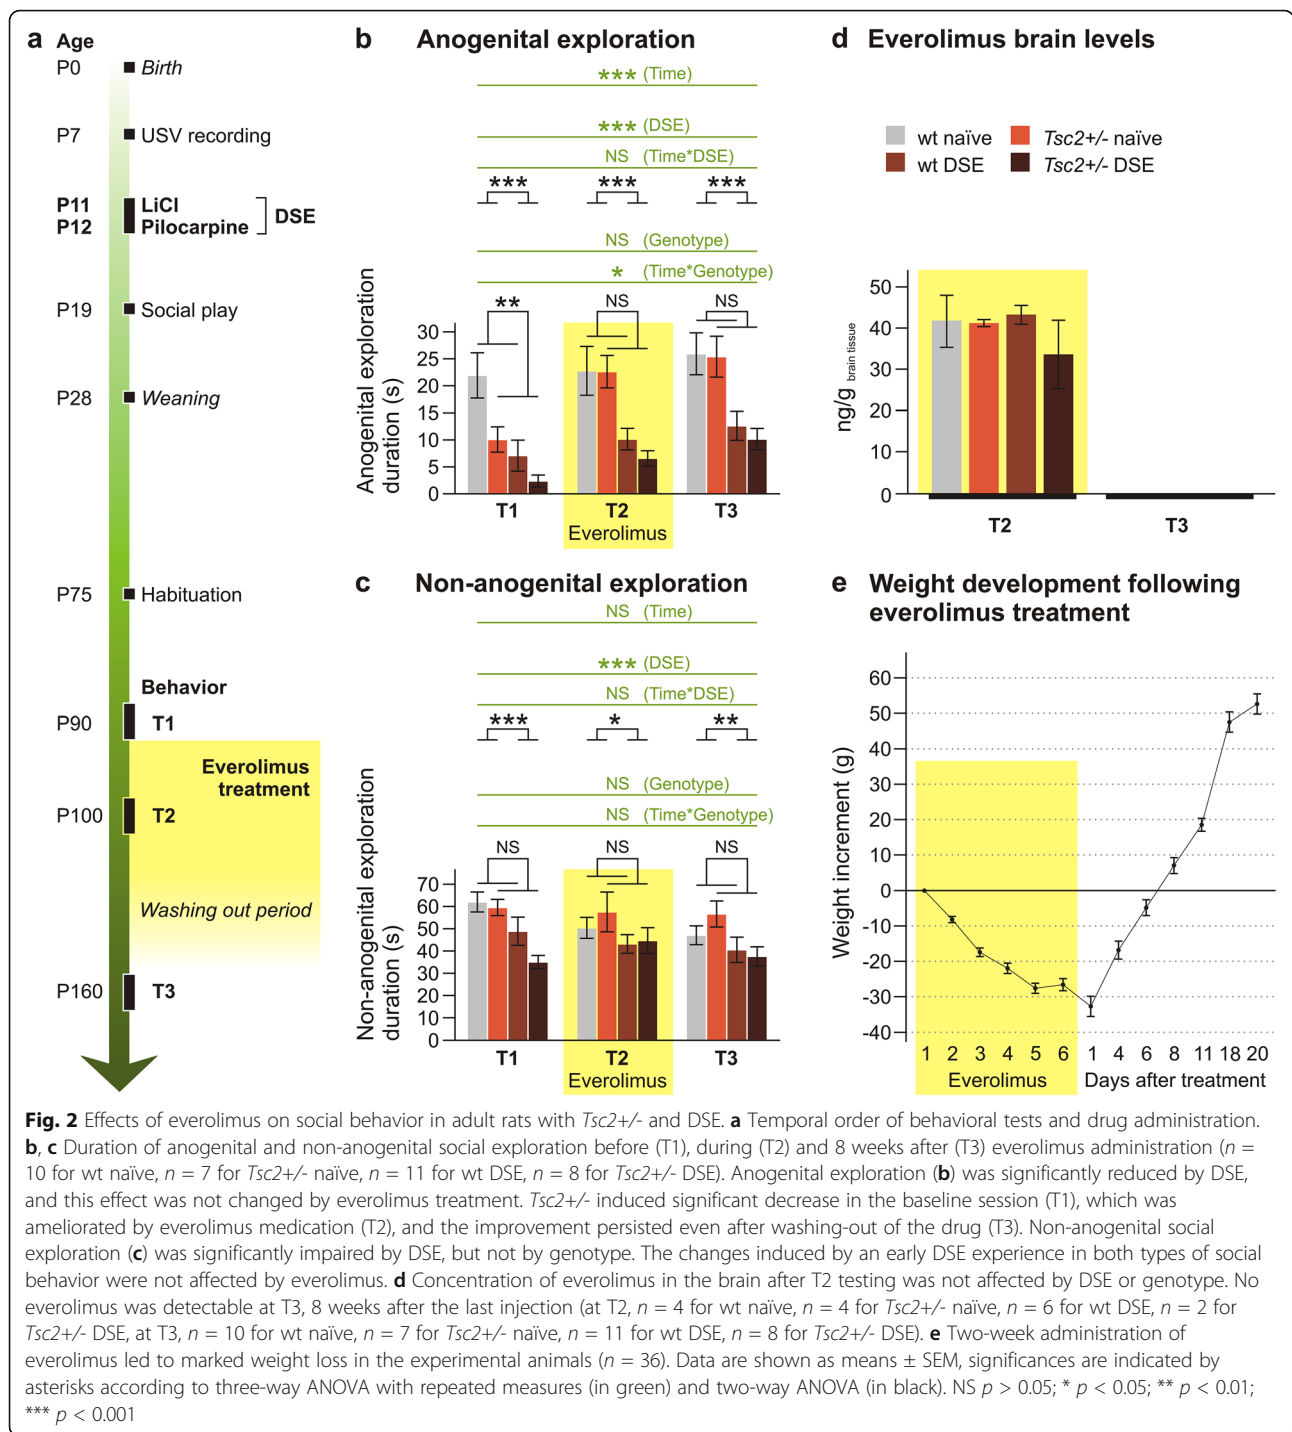 a
Age
P0
Birth
P7
USV recording
P11
LiCl
P12
Pilocarpine
DSE
P19
Social play
P28
Weaning
P75
Habituation
Behavior
P90
T1
Everolimus
treatment
P100
T2
Washing out period
P160
T3
b Anogenital exploration
*** (Time)
*** (DSE)
NS (Time*DSE)
*** *** ***
NS (Genotype)
* (Time*Genotype)
** NS NS
Anogenital exploration
duration (s)
30
25
20
15
10
5
0
T1 T2 T3
Everolimus
c Non-anogenital exploration
NS (Time)
*** (DSE)
NS (Time*DSE)
*** * **
NS (Genotype)
NS (Time*Genotype)
NS NS NS
Non-anogenital exploration
duration (s)
70
60
50
40
30
20
10
0
T1 T2 T3
Everolimus
d Everolimus brain levels
wt naïve Tsc2+/- naïve
wt DSE Tsc2+/- DSE
ng/g brain tissue
50
40
30
20
10
0
T2 T3
e Weight development following
everolimus treatment
Weight increment (g)
60
50
40
30
20
10
0
-10
-20
-30
-40
1 2 3 4 5 6 1 4 6 8 11 18 20
Everolimus Days after treatment
Fig. 2 Effects of everolimus on social behavior in adult rats with Tsc2+/- and DSE. a Temporal order of behavioral tests and drug administration.
b, c Duration of anogenital and non-anogenital social exploration before (T1), during (T2) and 8 weeks after (T3) everolimus administration (n =
10 for wt naïve, n = 7 for Tsc2+/- naïve, n = 11 for wt DSE, n = 8 for Tsc2+/- DSE). Anogenital exploration (b) was significantly reduced by DSE,
and this effect was not changed by everolimus treatment. Tsc2+/- induced significant decrease in the baseline session (T1), which was
ameliorated by everolimus medication (T2), and the improvement persisted even after washing-out of the drug (T3). Non-anogenital social
exploration (c) was significantly impaired by DSE, but not by genotype. The changes induced by an early DSE experience in both types of social
behavior were not affected by everolimus. d Concentration of everolimus in the brain after T2 testing was not affected by DSE or genotype. No
everolimus was detectable at T3, 8 weeks after the last injection (at T2, n = 4 for wt naïve, n = 4 for Tsc2+/- naïve, n = 6 for wt DSE, n = 2 for
Tsc2+/- DSE, at T3, n = 10 for wt naïve, n = 7 for Tsc2+/- naïve, n = 11 for wt DSE, n = 8 for Tsc2+/- DSE). e Two-week administration of
everolimus led to marked weight loss in the experimental animals (n = 36). Data are shown as means ± SEM, significances are indicated by
asterisks according to three-way ANOVA with repeated measures (in green) and two-way ANOVA (in black). NS p > 0.05; * p < 0.05; ** p < 0.01;
*** p < 0.001